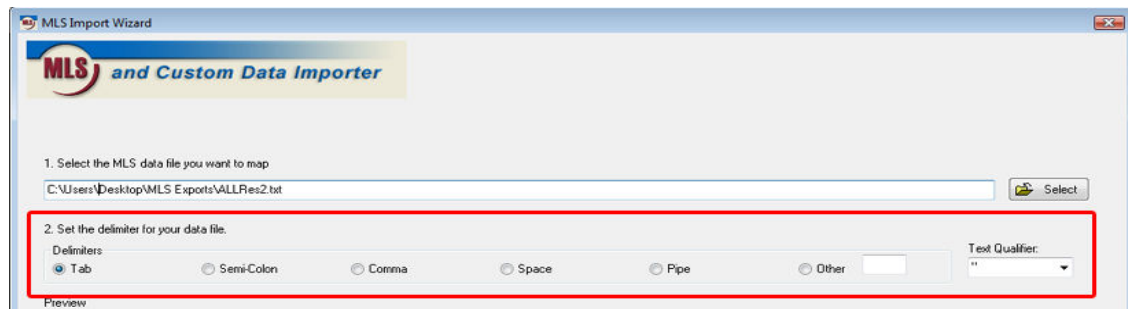 MLS Import Wizard
MLS and Custom Data Importer
1. Select the MLS data file you want to map
C:\Users\Desktop\MLS Exports\ALLRes2.txt
Select
2. Set the delimiter for your data file.
Delimiters
Text Qualifier:
Tab Semi-Colon Comma Space Pipe Other "
Preview